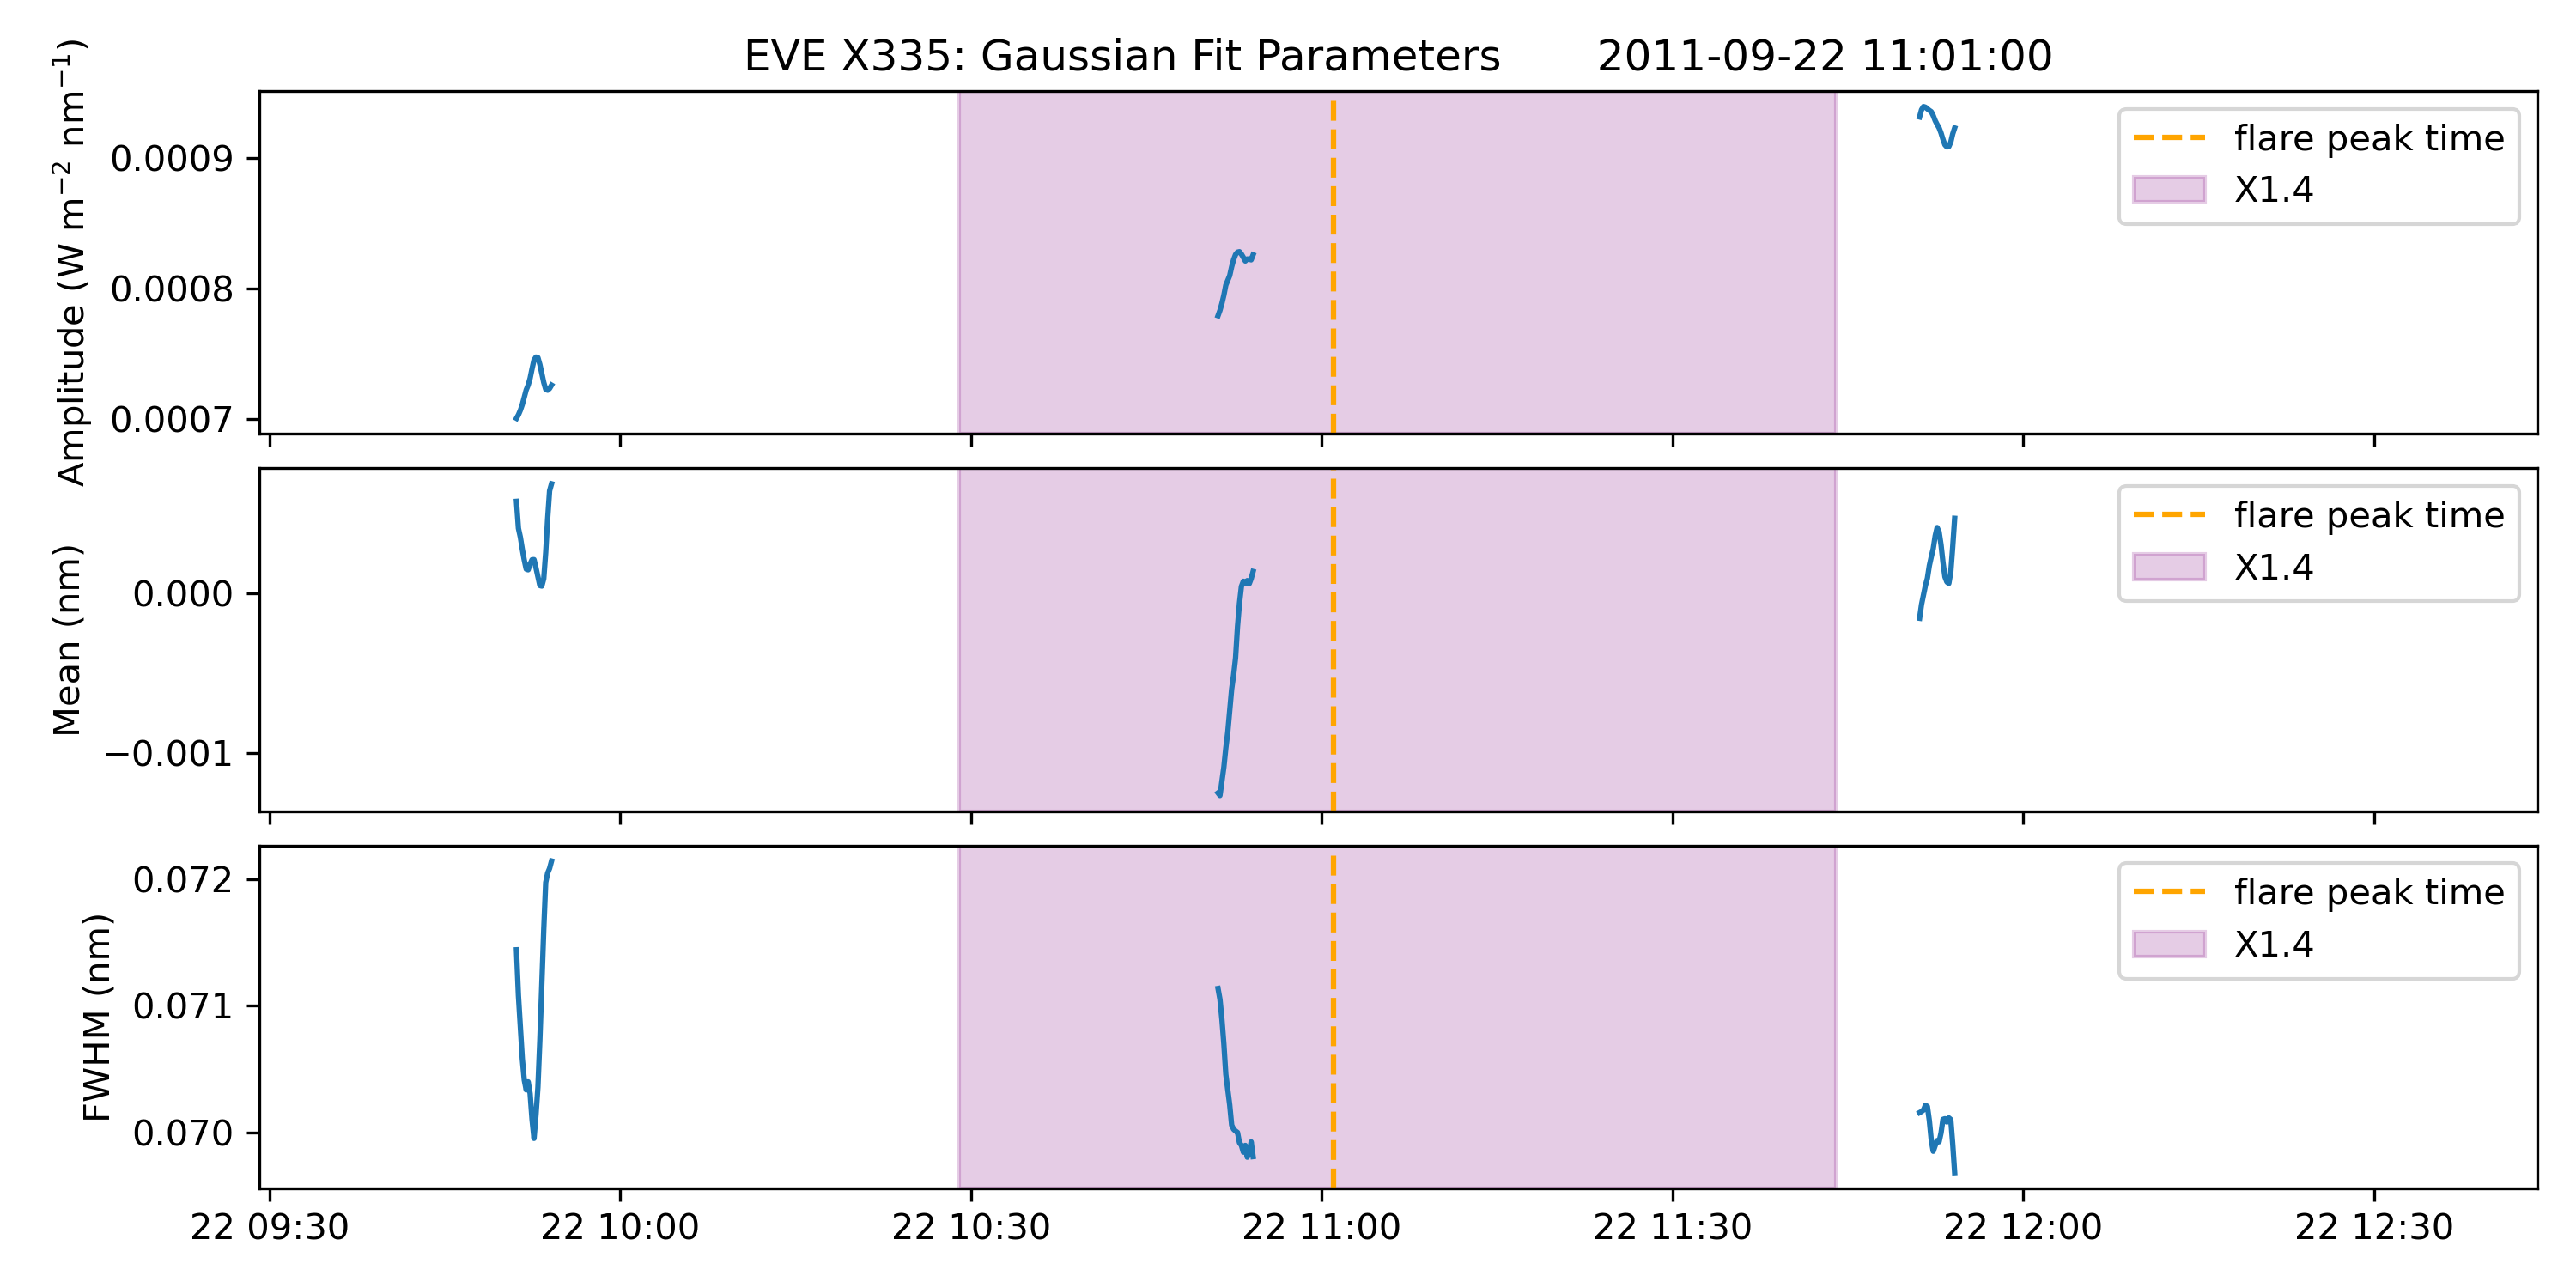 EVE X335: Gaussian Fit Parameters 2011-09-22 11:01:00
Amplitude (W m⁻² nm⁻¹)
0.0009
0.0008
0.0007
flare peak time
X1.4
Mean (nm)
0.000
−0.001
flare peak time
X1.4
FWHM (nm)
0.072
0.071
0.070
flare peak time
X1.4
22 09:30 22 10:00 22 10:30 22 11:00 22 11:30 22 12:00 22 12:30